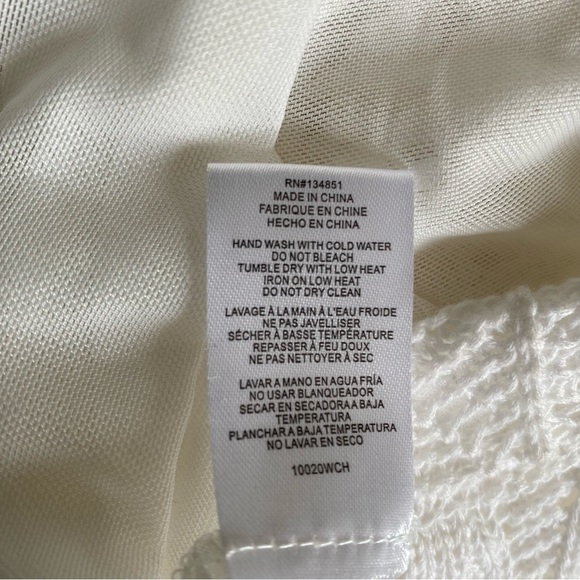 RN#134851
MADE IN CHINA
FABRIQUE EN CHINE
HECHO EN CHINA
HAND WASH WITH COLD WATER
DO NOT BLEACH
TUMBLE DRY WITH LOW HEAT
IRON ON LOW HEAT
DO NOT DRY CLEAN
LAVAGE À LA MAIN À L'EAU FROIDE
NE PAS JAVELLISER
SÉCHER À BASSE TEMPÉRATURE
REPASSER À FEU DOUX
NE PAS NETTOYER À SEC
LAVAR A MANO EN AGUA FRÍA
NO USAR BLANQUEADOR
SECAR EN SECADORA A BAJA
TEMPERATURA
PLANCHAR A BAJA TEMPERATURA
NO LAVAR EN SECO
10020WCH